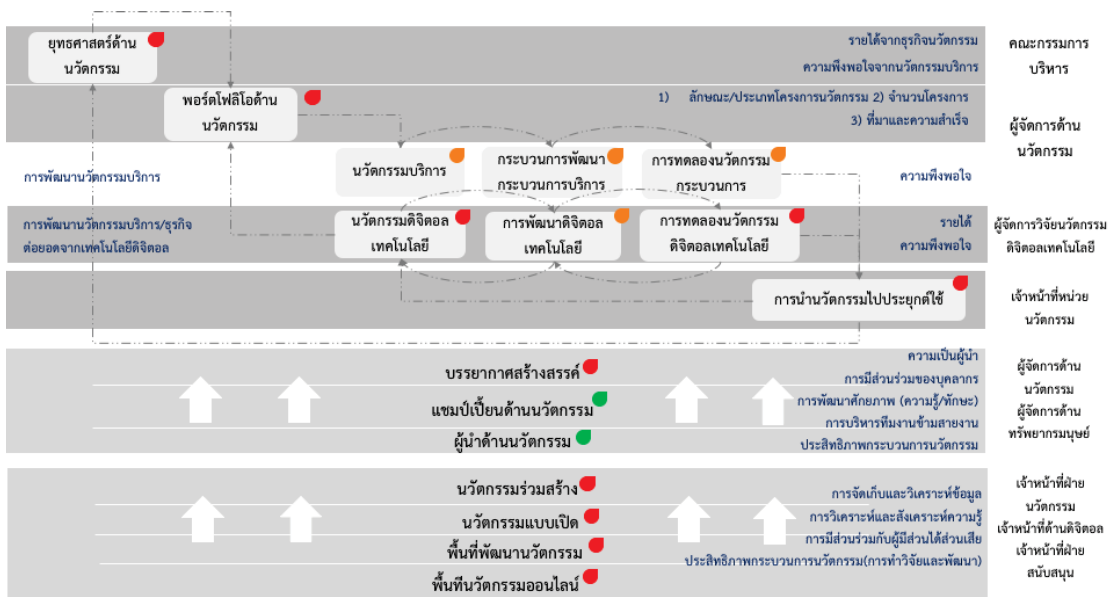 ยุทธศาสตร์ด้าน
นวัตกรรม
รายได้จากธุรกิจนวัตกรรม
ความพึงพอใจจากนวัตกรรมบริการ
คณะกรรมการ
บริหาร
พอร์ตโฟลิโอด้าน
นวัตกรรม
1) ลักษณะ/ประเภทโครงการนวัตกรรม 2) จำนวนโครงการ
3) ที่มาและความสำเร็จ
ผู้จัดการด้าน
นวัตกรรม
การพัฒนานวัตกรรมบริการ
นวัตกรรมบริการ
กระบวนการพัฒนา
กระบวนการบริการ
การทดลองนวัตกรรม
กระบวนการ
ความพึงพอใจ
การพัฒนานวัตกรรมบริการ/ธุรกิจ
ต่อยอดจากเทคโนโลยีดิจิตอล
นวัตกรรมดิจิตอล
เทคโนโลยี
การพัฒนาดิจิตอล
เทคโนโลยี
การทดลองนวัตกรรม
ดิจิตอลเทคโนโลยี
รายได้
ความพึงพอใจ
ผู้จัดการวิจัยนวัตกรรม
ดิจิตอลเทคโนโลยี
การนำนวัตกรรมไปประยุกต์ใช้
เจ้าหน้าที่หน่วย
นวัตกรรม
บรรยากาศสร้างสรรค์
แชมป์เปี้ยนด้านนวัตกรรม
ผู้นำด้านนวัตกรรม
ความเป็นผู้นำ
การมีส่วนร่วมของบุคลากร
การพัฒนาศักยภาพ (ความรู้/ทักษะ)
การบริหารทีมงานข้ามสายงาน
ประสิทธิภาพกระบวนการนวัตกรรม
ผู้จัดการด้าน
นวัตกรรม
ผู้จัดการด้าน
ทรัพยากรมนุษย์
นวัตกรรมร่วมสร้าง
นวัตกรรมแบบเปิด
พื้นที่พัฒนานวัตกรรม
พื้นที่นวัตกรรมออนไลน์
การจัดเก็บและวิเคราะห์ข้อมูล
การวิเคราะห์และสังเคราะห์ความรู้
การมีส่วนร่วมกับผู้มีส่วนได้ส่วนเสีย
ประสิทธิภาพกระบวนการนวัตกรรม(การทำวิจัยและพัฒนา)
เจ้าหน้าที่ฝ่าย
นวัตกรรม
เจ้าหน้าที่ด้านดิจิตอล
เจ้าหน้าที่ฝ่าย
สนับสนุน